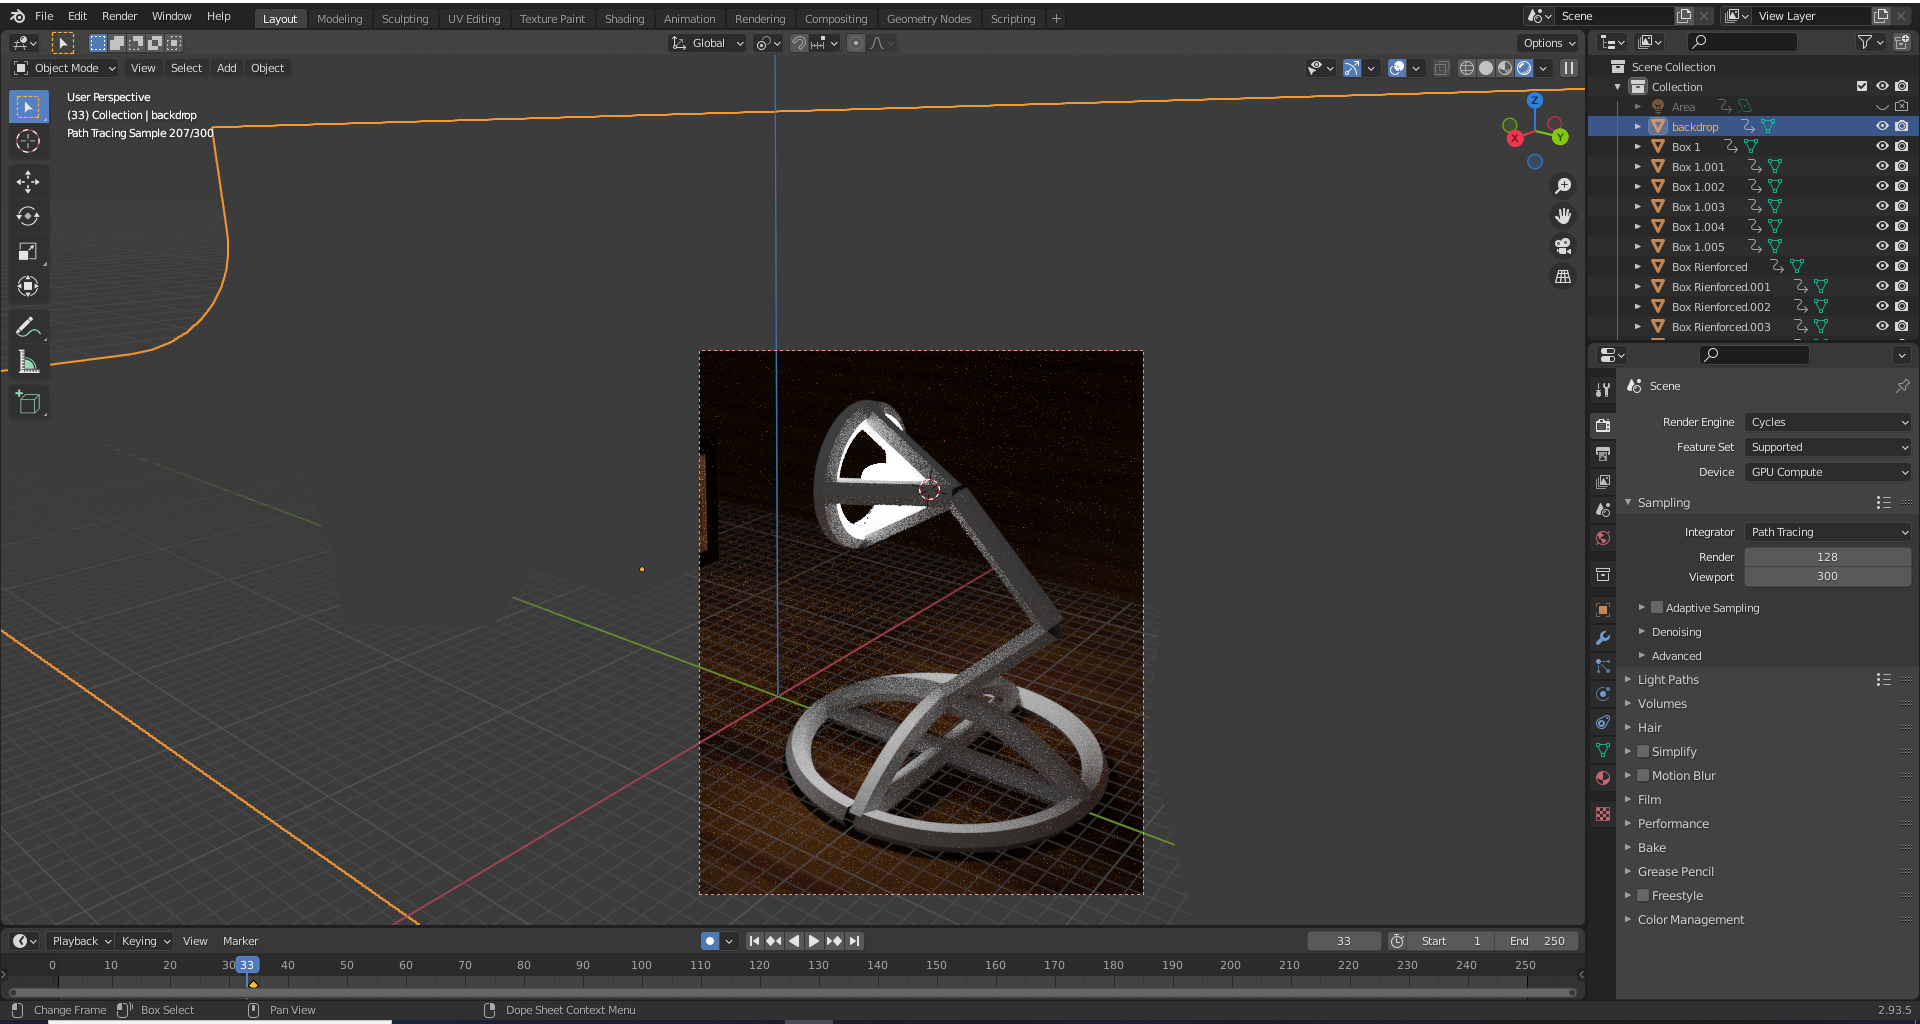 File Edit Render Window Help Layout Modeling Sculpting UV Editing Texture Paint Shading Animation Rendering Compositing Geometry Nodes Scripting + Scene View Layer
Global Options
Object Mode View Select Add Object
User Perspective
(33) Collection | backdrop
Path Tracing Sample 207/300
Z
X
Y
Scene Collection
Collection
Area
backdrop
Box 1
Box 1.001
Box 1.002
Box 1.003
Box 1.004
Box 1.005
Box Rienforced
Box Rienforced.001
Box Rienforced.002
Box Rienforced.003
Scene
Render Engine Cycles
Feature Set Supported
Device GPU Compute
Sampling
Integrator Path Tracing
Render 128
Viewport 300
Adaptive Sampling
Denoising
Advanced
Light Paths
Volumes
Hair
Simplify
Motion Blur
Film
Performance
Bake
Grease Pencil
Freestyle
Color Management
Playback Keying View Marker 33 Start 1 End 250
0 10 20 30 33 40 50 60 70 80 90 100 110 120 130 140 150 160 170 180 190 200 210 220 230 240 250
Change Frame Box Select Pan View Dope Sheet Context Menu 2.93.5